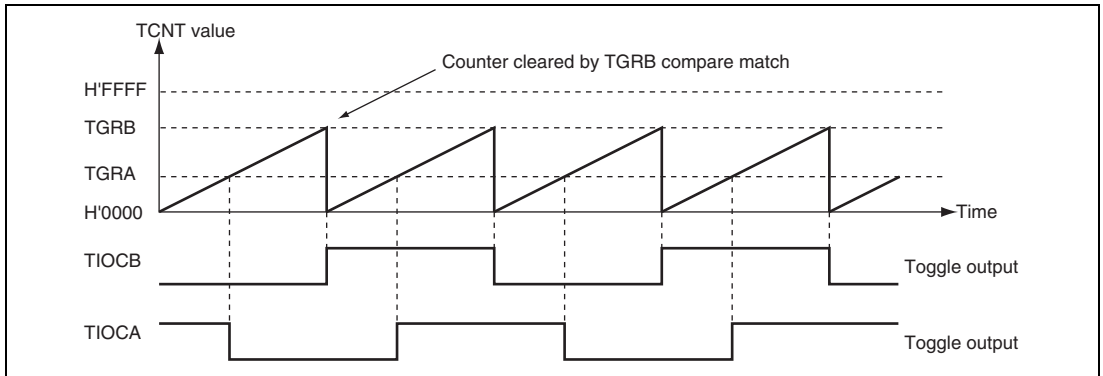 TCNT value
Counter cleared by TGRB compare match
H'FFFF
TGRB
TGRA
H'0000
Time
TIOCB
Toggle output
TIOCA
Toggle output